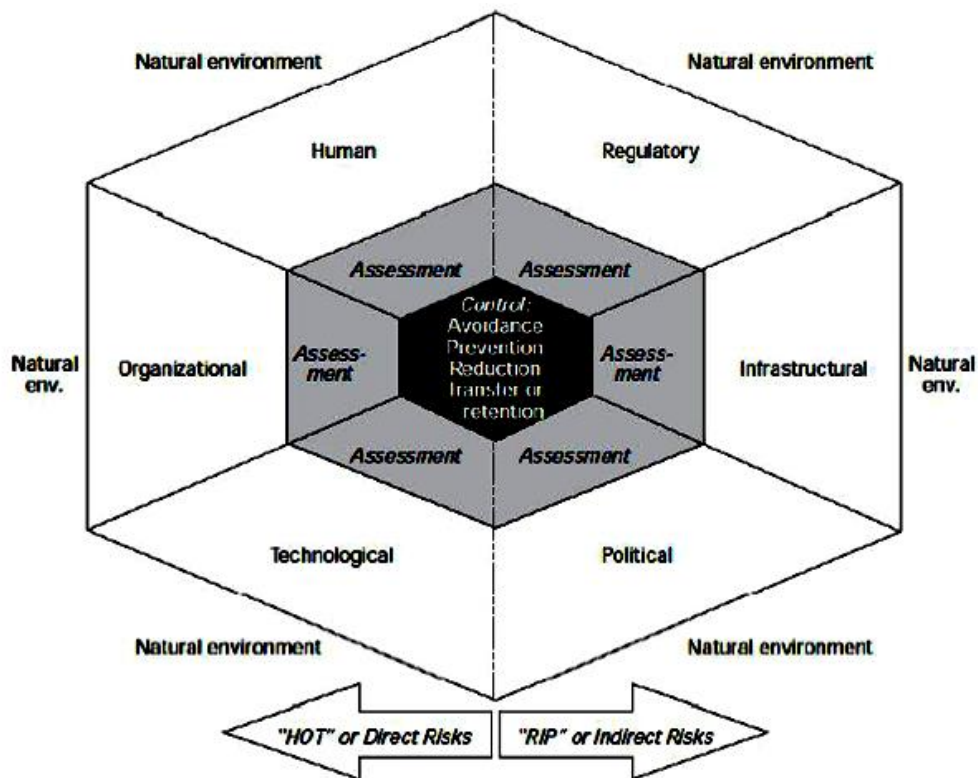 Natural environment
Natural environment
Human
Regulatory
Assessment
Assessment
Control:
Avoidance
Prevention
Reduction
Transfer or
retention
Natural
env.
Organizational
Assess-
ment
Assess-
ment
Infrastructural
Natural
env.
Assessment
Assessment
Technological
Political
Natural environment
Natural environment
"HOT" or Direct Risks
"RIP" or Indirect Risks